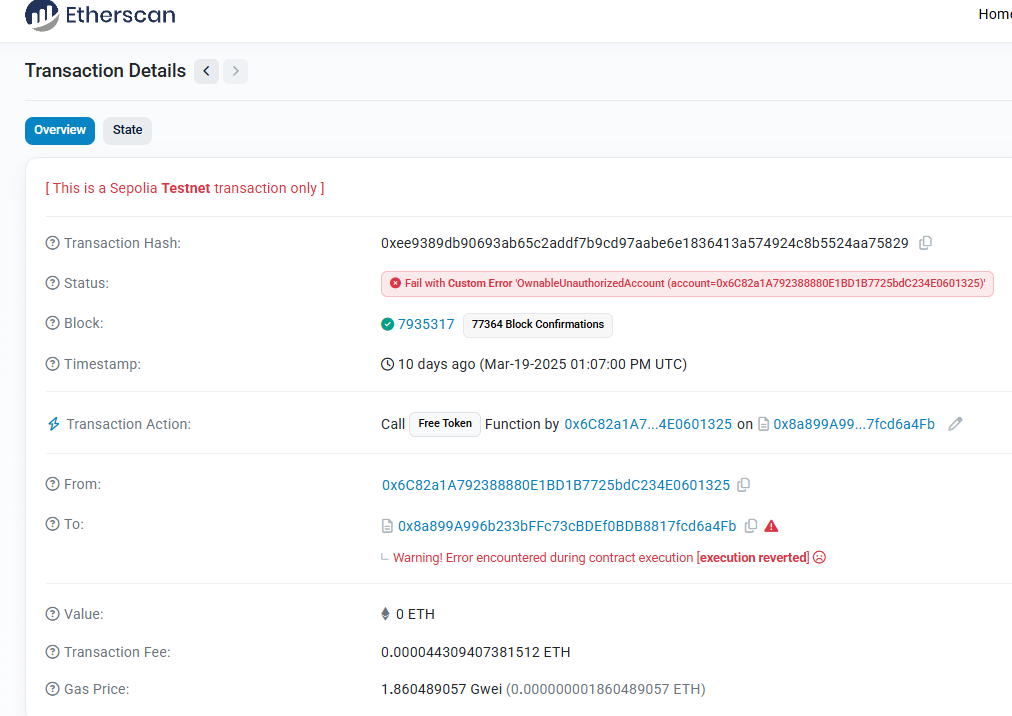 Etherscan
Home
Transaction Details
Overview State
[ This is a Sepolia Testnet transaction only ]
Transaction Hash: 0xee9389db90693ab65c2addf7b9cd97aabe6e1836413a574924c8b5524aa75829
Status: Fail with Custom Error 'OwnableUnauthorizedAccount (account=0x6C82a1A792388880E1BD1B7725bdC234E0601325)'
Block: 7935317 77364 Block Confirmations
Timestamp: 10 days ago (Mar-19-2025 01:07:00 PM UTC)
Transaction Action: Call Free Token Function by 0x6C82a1A7...4E0601325 on 0x8a899A99...7fcd6a4Fb
From: 0x6C82a1A792388880E1BD1B7725bdC234E0601325
To: 0x8a899A996b233bFFc73cBDEf0BDB8817fcd6a4Fb
Warning! Error encountered during contract execution [execution reverted]
Value: 0 ETH
Transaction Fee: 0.000044309407381512 ETH
Gas Price: 1.860489057 Gwei (0.000000001860489057 ETH)